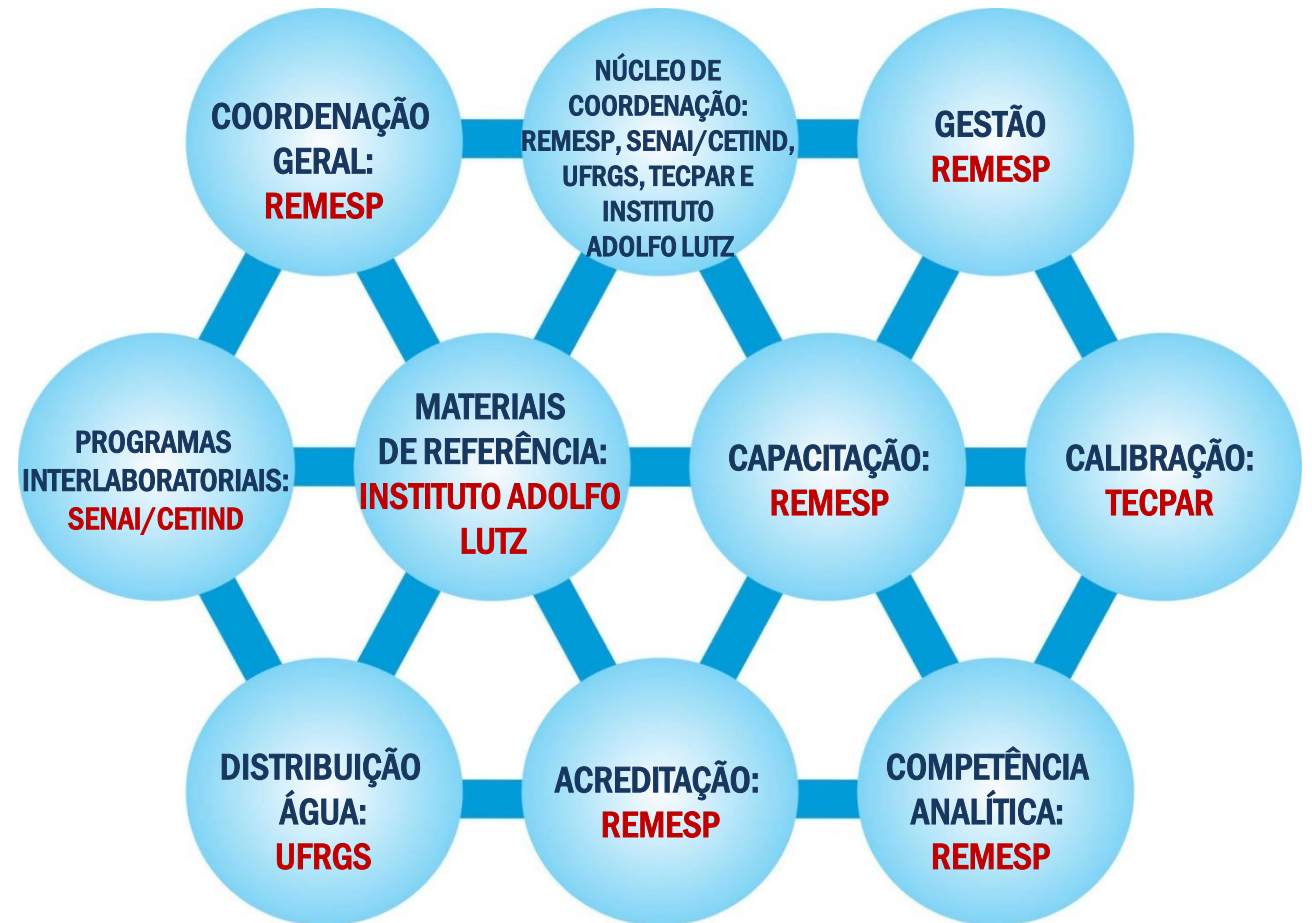 COORDENAÇÃO
GERAL:
REMESP
NÚCLEO DE
COORDENAÇÃO:
REMESP, SENAI/CETIND,
UFRGS, TECPAR E
INSTITUTO
ADOLFO LUTZ
GESTÃO
REMESP
PROGRAMAS
INTERLABORATORIAIS:
SENAI/CETIND
MATERIAIS
DE REFERÊNCIA:
INSTITUTO ADOLFO
LUTZ
CAPACITAÇÃO:
REMESP
CALIBRAÇÃO:
TECPAR
DISTRIBUIÇÃO
ÁGUA:
UFRGS
ACREDITAÇÃO:
REMESP
COMPETÊNCIA
ANALÍTICA:
REMESP